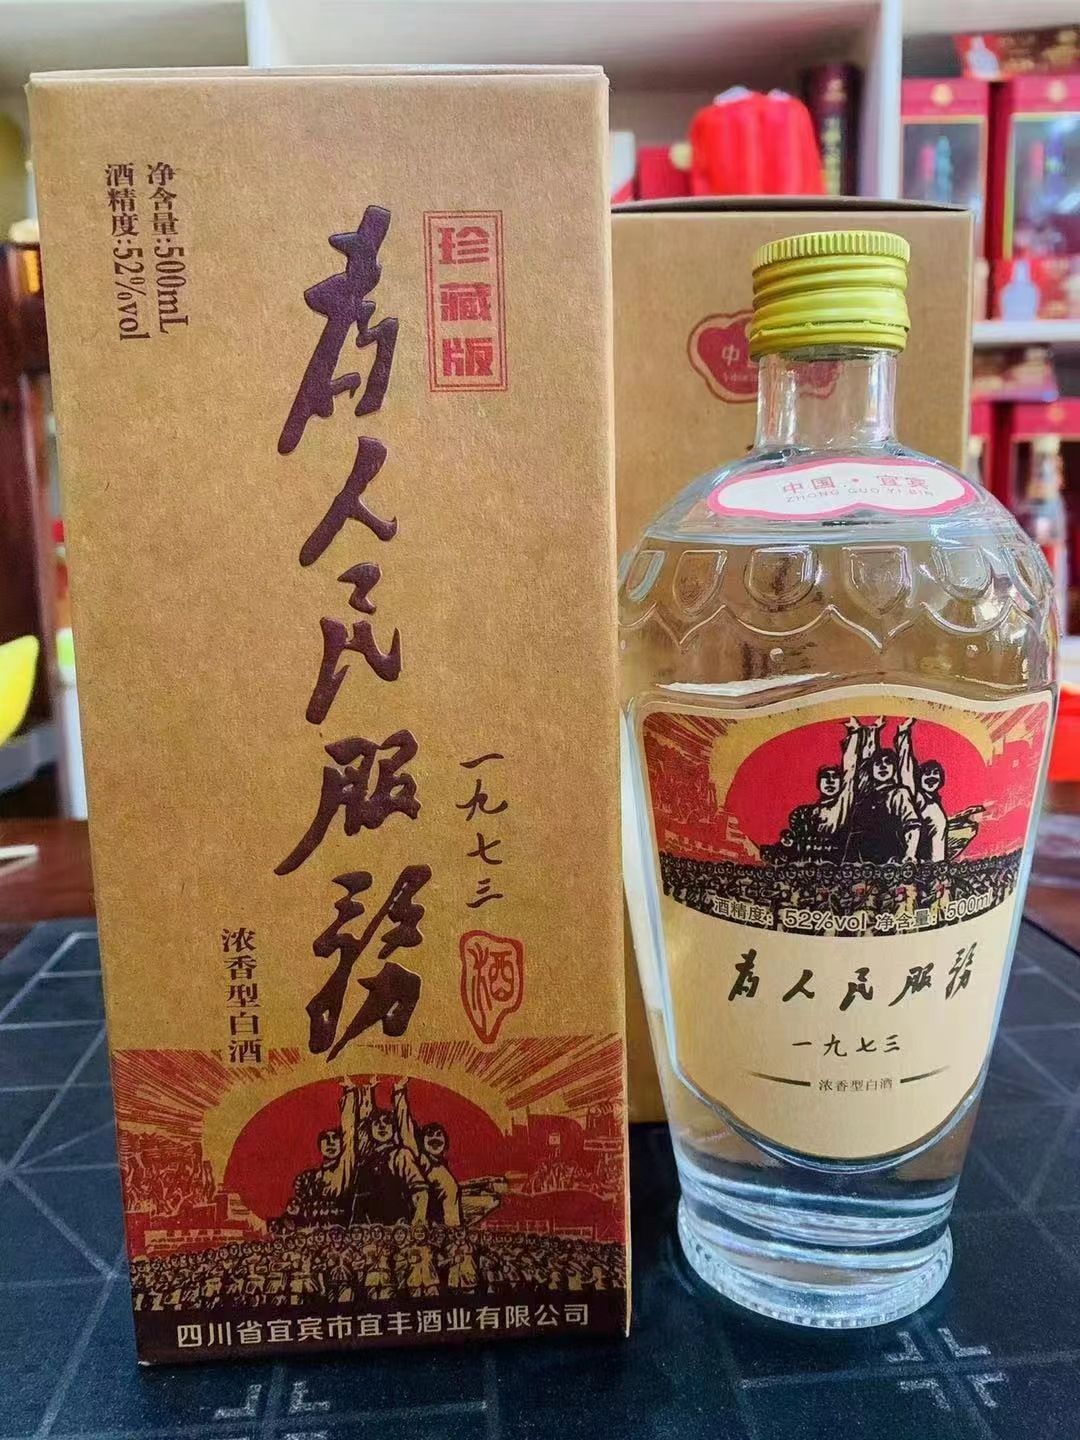 净含量:500mL
酒精度:52%vol
珍藏版
为人民服务
一九七三
酒
浓香型白酒
四川省宜宾市宜丰酒业有限公司
中
中国·宜宾
ZHONG GUO YI BIN
酒精度: 52%vol 净含量: 500ml
为人民服务
一九七三
浓香型白酒